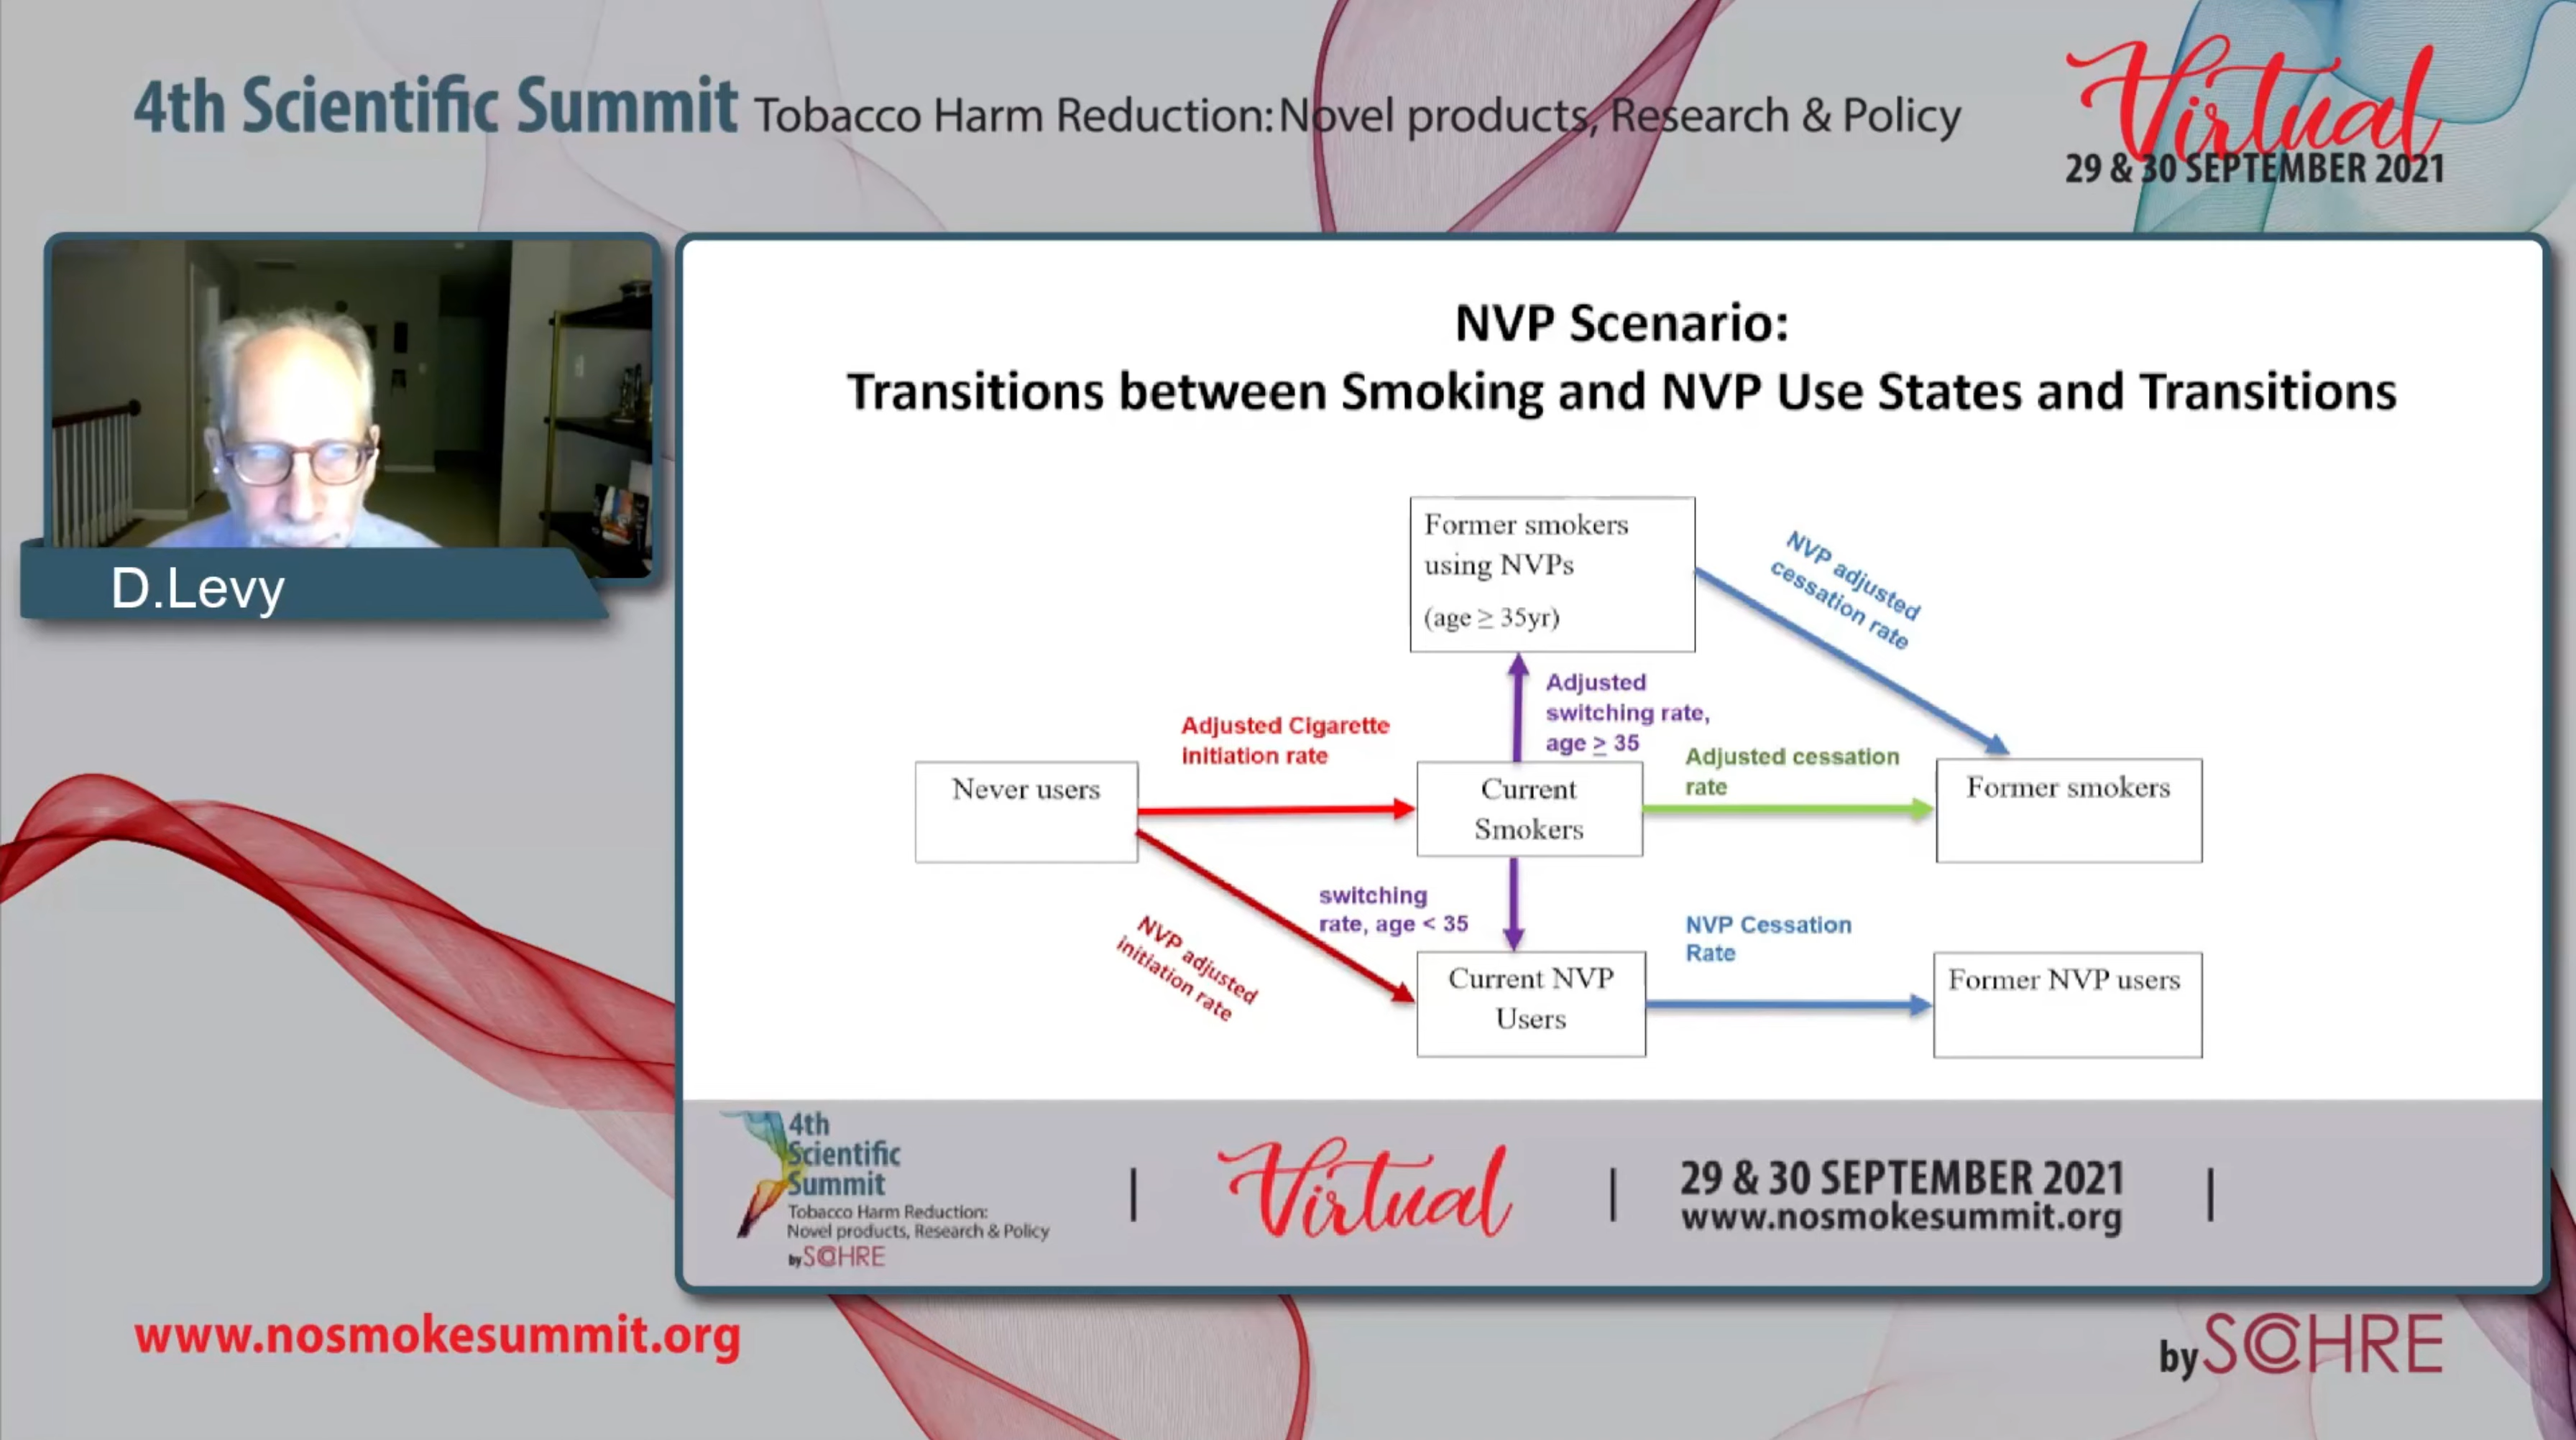 4th Scientific Summit Tobacco Harm Reduction: Novel products, Research & Policy
Virtual
29 & 30 SEPTEMBER 2021
D.Levy
NVP Scenario:
Transitions between Smoking and NVP Use States and Transitions
Former smokers
using NVPs
(age ≥ 35yr)
NVP adjusted
cessation rate
Adjusted
switching rate,
age ≥ 35
Adjusted Cigarette
initiation rate
Adjusted cessation
rate
Never users
Current
Smokers
Former smokers
switching
rate, age < 35
NVP adjusted
initiation rate
NVP Cessation
Rate
Current NVP
Users
Former NVP users
4th
Scientific
Summit
Tobacco Harm Reduction:
Novel products, Research & Policy
by SCOHRE
Virtual
29 & 30 SEPTEMBER 2021
www.nosmokesummit.org
www.nosmokesummit.org
by SCOHRE